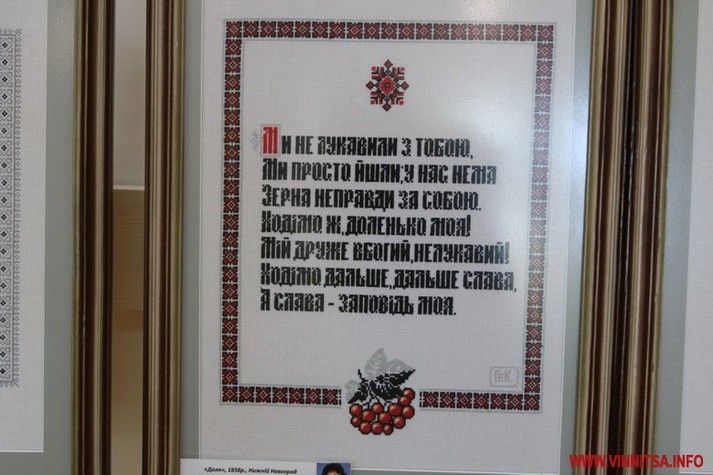 Ми не лукавили з тобою,
Ми просто йшли; у нас нема
Зерна неправди за собою.
Ходімо ж, доленько моя!
Мій друже вбогий, нелукавий!
Ходімо дальше, дальше слава,
А слава - заповідь моя.
«Доля», 1858р., Нижній Новгород
WWW.VINNITSA.INFO